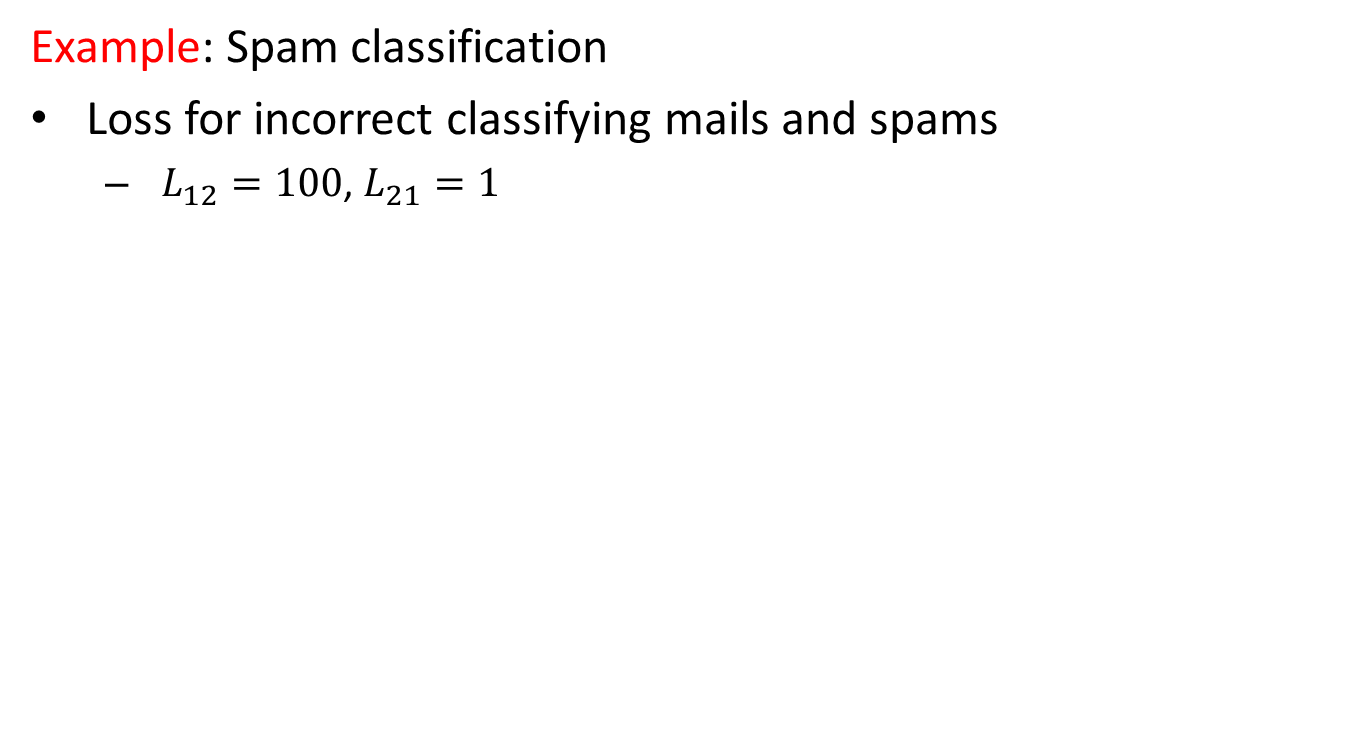 Example: Spam classification
• Loss for incorrect classifying mails and spams
– L₁₂ = 100, L₂₁ = 1